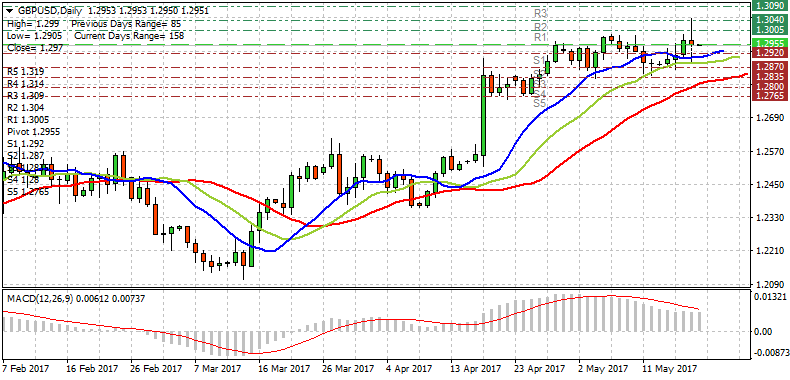 GBPUSD,Daily 1.2953 1.2953 1.2950 1.2951
High= 1.299 Previous Days Range= 85
Low= 1.2905 Current Days Range= 158
Close= 1.297
R5 1.319
R4 1.314
R3 1.309
R2 1.304
R1 1.3005
Pivot 1.2955
S1 1.292
S2 1.287
S4 1.28
S5 1.2765
R3
R2
R1
S1
S3
S4
S5
1.3090
1.3040
1.3005
1.2955
1.2920
1.2870
1.2835
1.2800
1.2765
1.2690
1.2570
1.2450
1.2330
1.2210
1.2090
MACD(12,26,9) 0.00612 0.00737
0.01321
0.00
-0.00873
7 Feb 2017 16 Feb 2017 26 Feb 2017 7 Mar 2017 16 Mar 2017 26 Mar 2017 4 Apr 2017 13 Apr 2017 23 Apr 2017 2 May 2017 11 May 2017